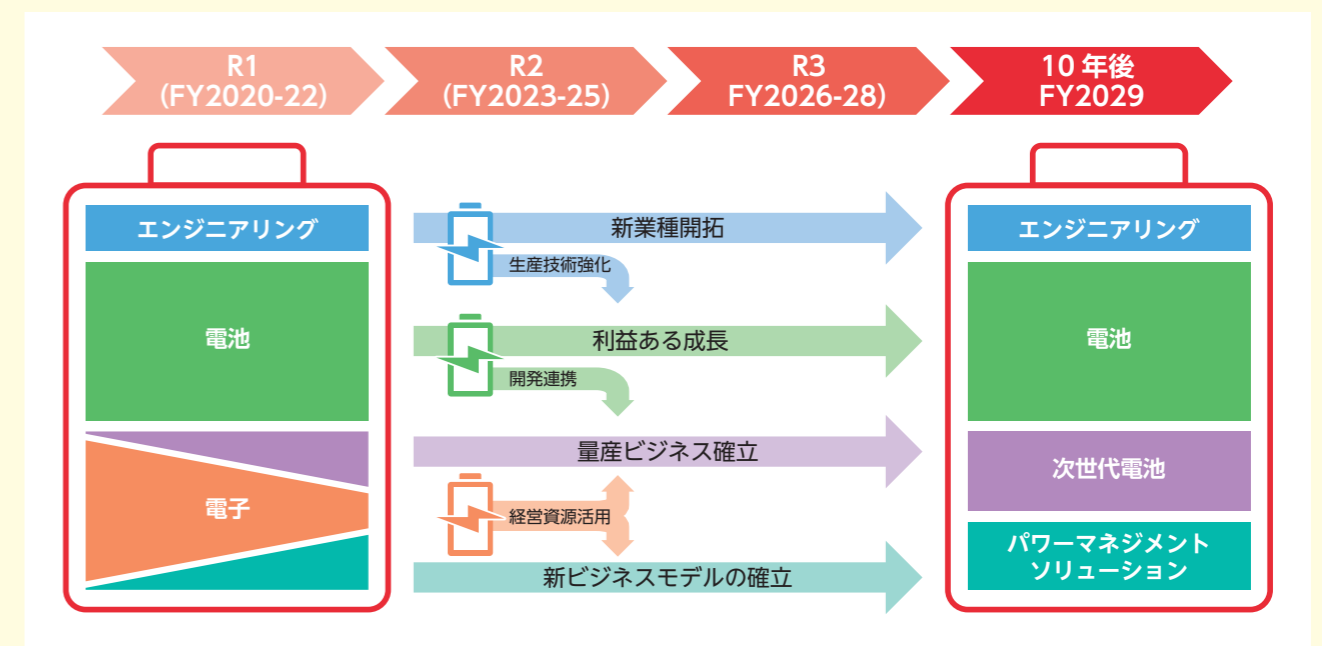 R1
(FY2020-22)
R2
(FY2023-25)
R3
FY2026-28)
10 年後
FY2029
エンジニアリング
電池
電子
新業種開拓
生産技術強化
利益ある成長
開発連携
量産ビジネス確立
経営資源活用
新ビジネスモデルの確立
エンジニアリング
電池
次世代電池
パワーマネジメント
ソリューション